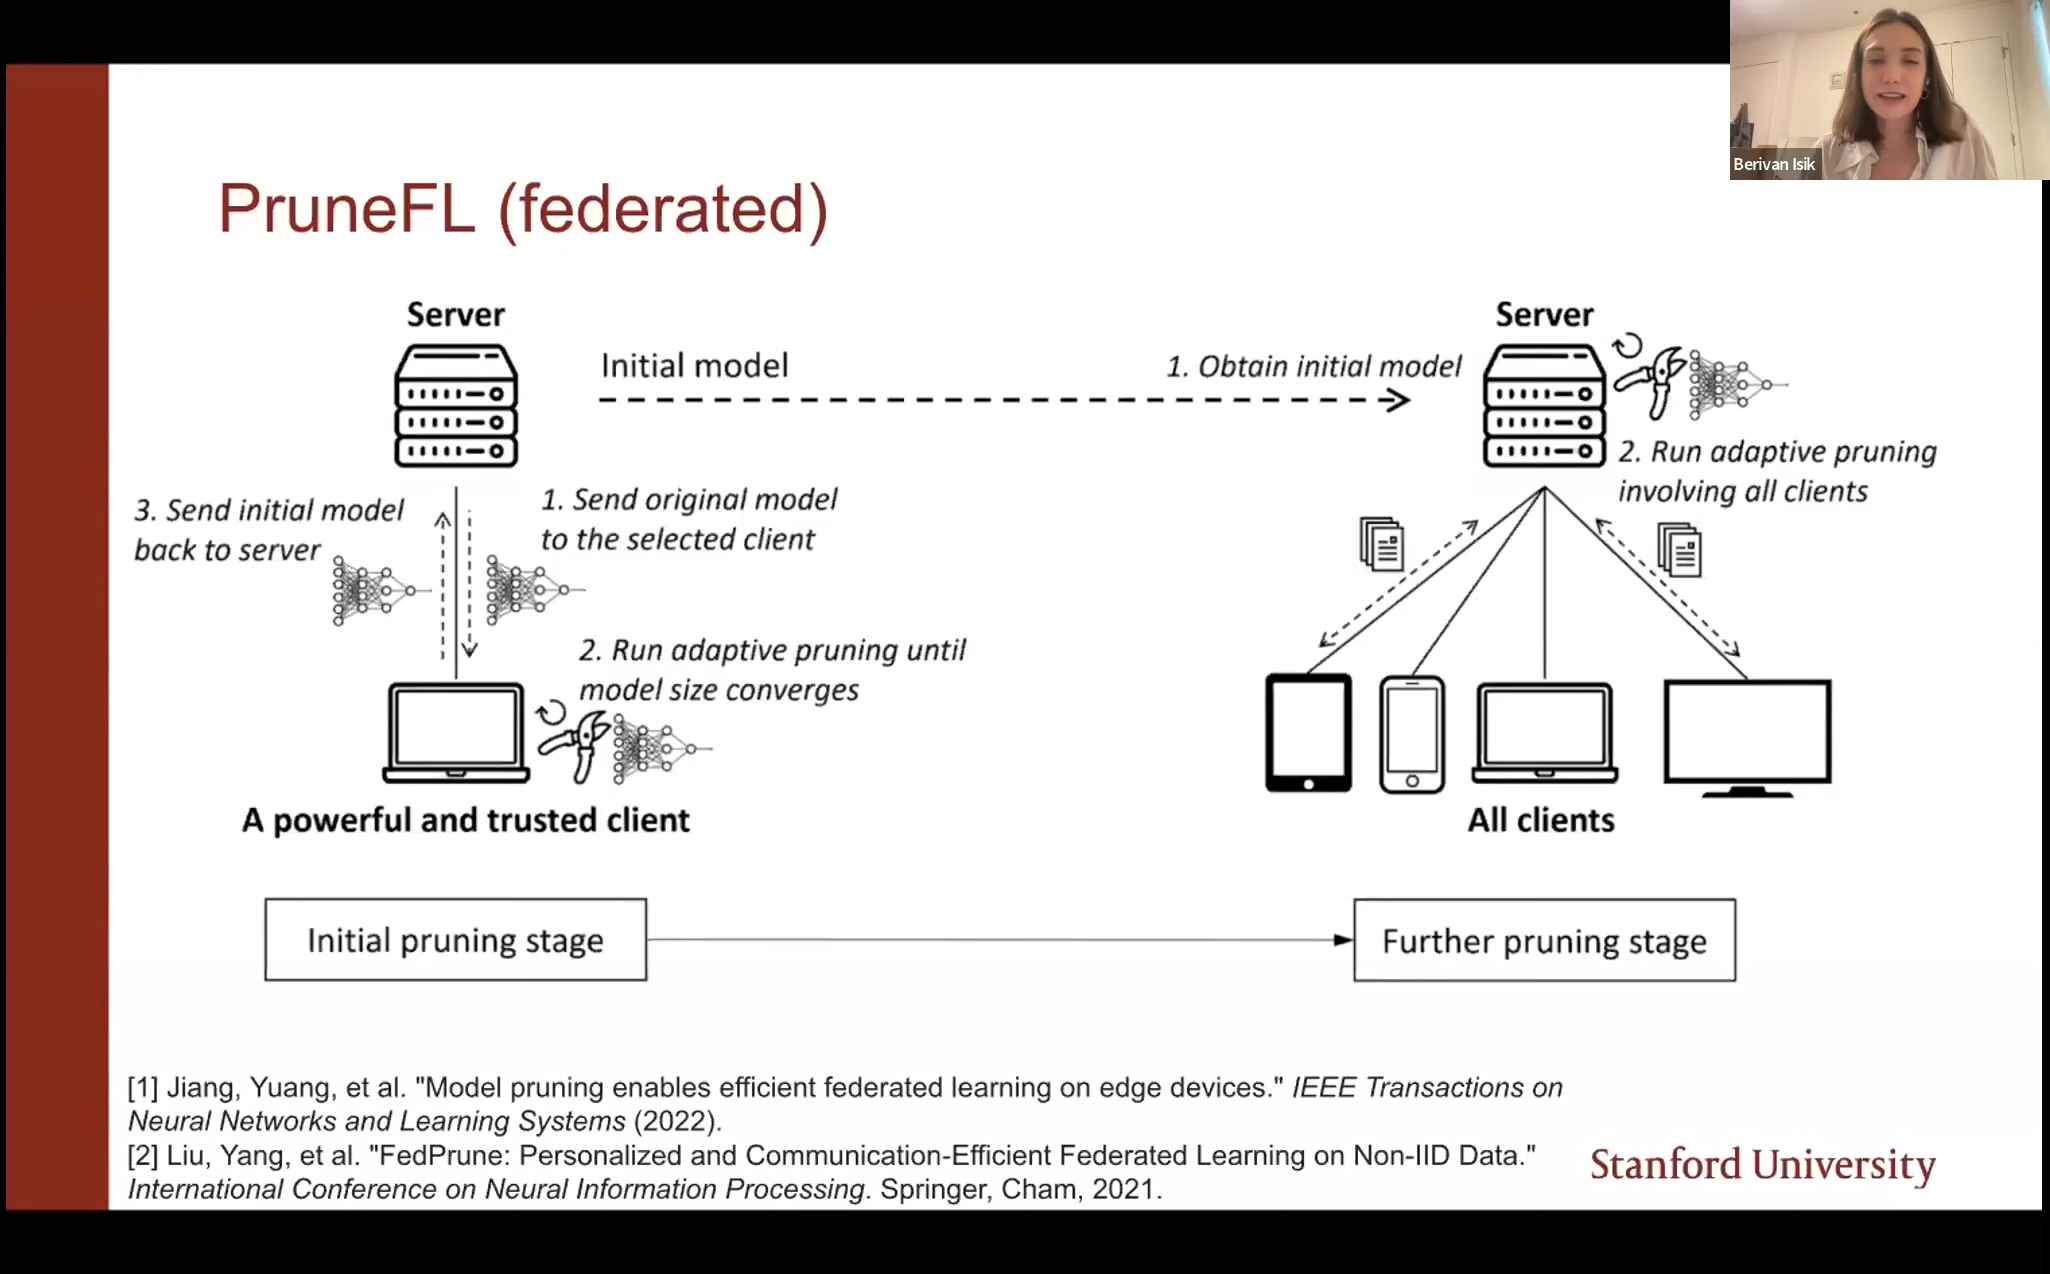 Berivan Isik
PruneFL (federated)
Server
Initial model
1. Obtain initial model
Server
2. Run adaptive pruning
involving all clients
3. Send initial model
back to server
1. Send original model
to the selected client
2. Run adaptive pruning until
model size converges
A powerful and trusted client
All clients
Initial pruning stage
Further pruning stage
[1] Jiang, Yuang, et al. "Model pruning enables efficient federated learning on edge devices." IEEE Transactions on
Neural Networks and Learning Systems (2022).
[2] Liu, Yang, et al. "FedPrune: Personalized and Communication-Efficient Federated Learning on Non-IID Data."
International Conference on Neural Information Processing. Springer, Cham, 2021.
Stanford University